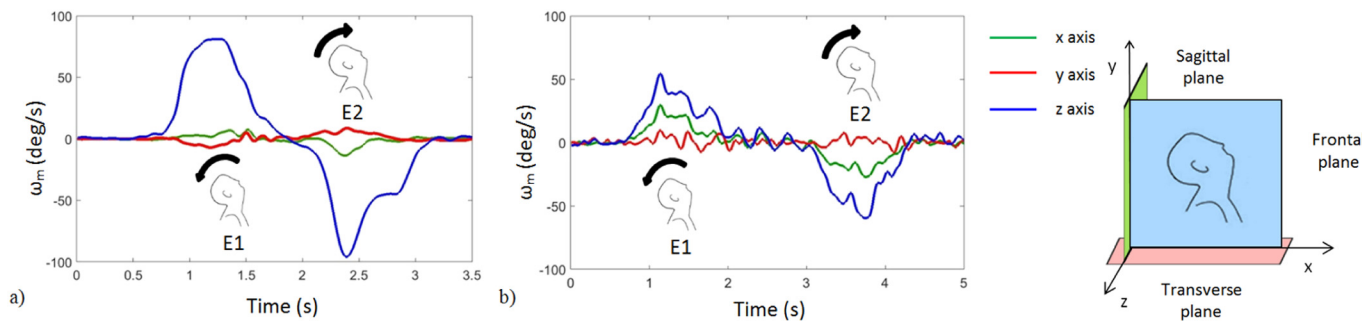 100
50
0
-50
-100
ωm (deg/s)
E2
E1
0
0.5
1
1.5
2
2.5
3
3.5
Time (s)
a)
100
50
0
-50
-100
ωm (deg/s)
E2
E1
0
1
2
3
4
5
Time (s)
b)
x axis
y axis
z axis
y
Sagittal
plane
Fronta
plane
x
z
Transverse
plane